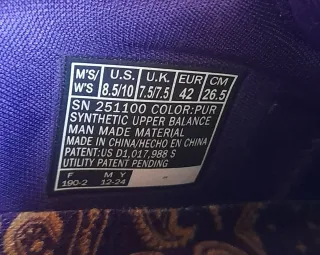 M'S/ U.S. U.K. EUR CM
W'S 8.5/10 7.5/7.5 42 26.5
SN 251100 COLOR:PUR
SYNTHETIC UPPER BALANCE
MAN MADE MATERIAL
MADE IN CHINA/HECHO EN CHINA
PATENT:US D1,017,988 S
UTILITY PATENT PENDING
F M Y
190-2 12-24 -